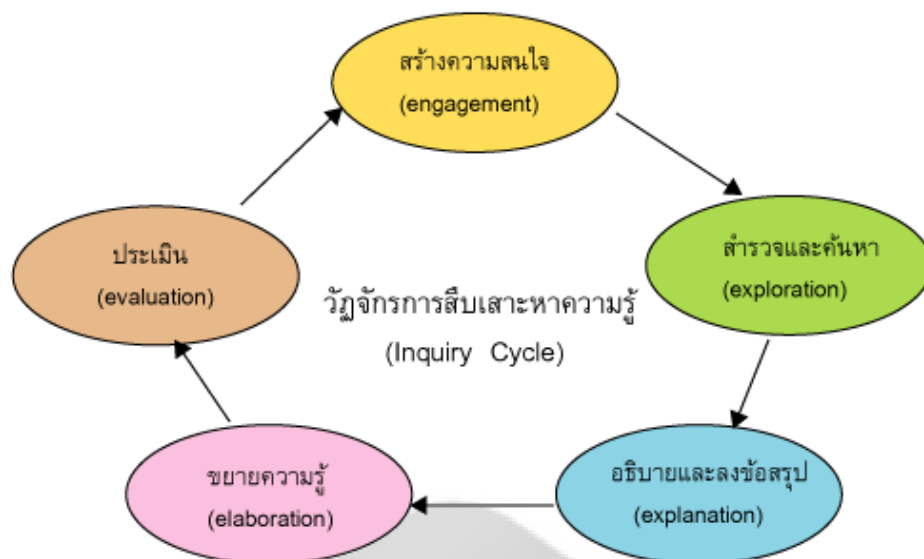 สร้างความสนใจ
(engagement)
สำรวจและค้นหา
(exploration)
อธิบายและลงข้อสรุป
(explanation)
ขยายความรู้
(elaboration)
ประเมิน
(evaluation)
วัฏจักรการสืบเสาะหาความรู้
(Inquiry Cycle)